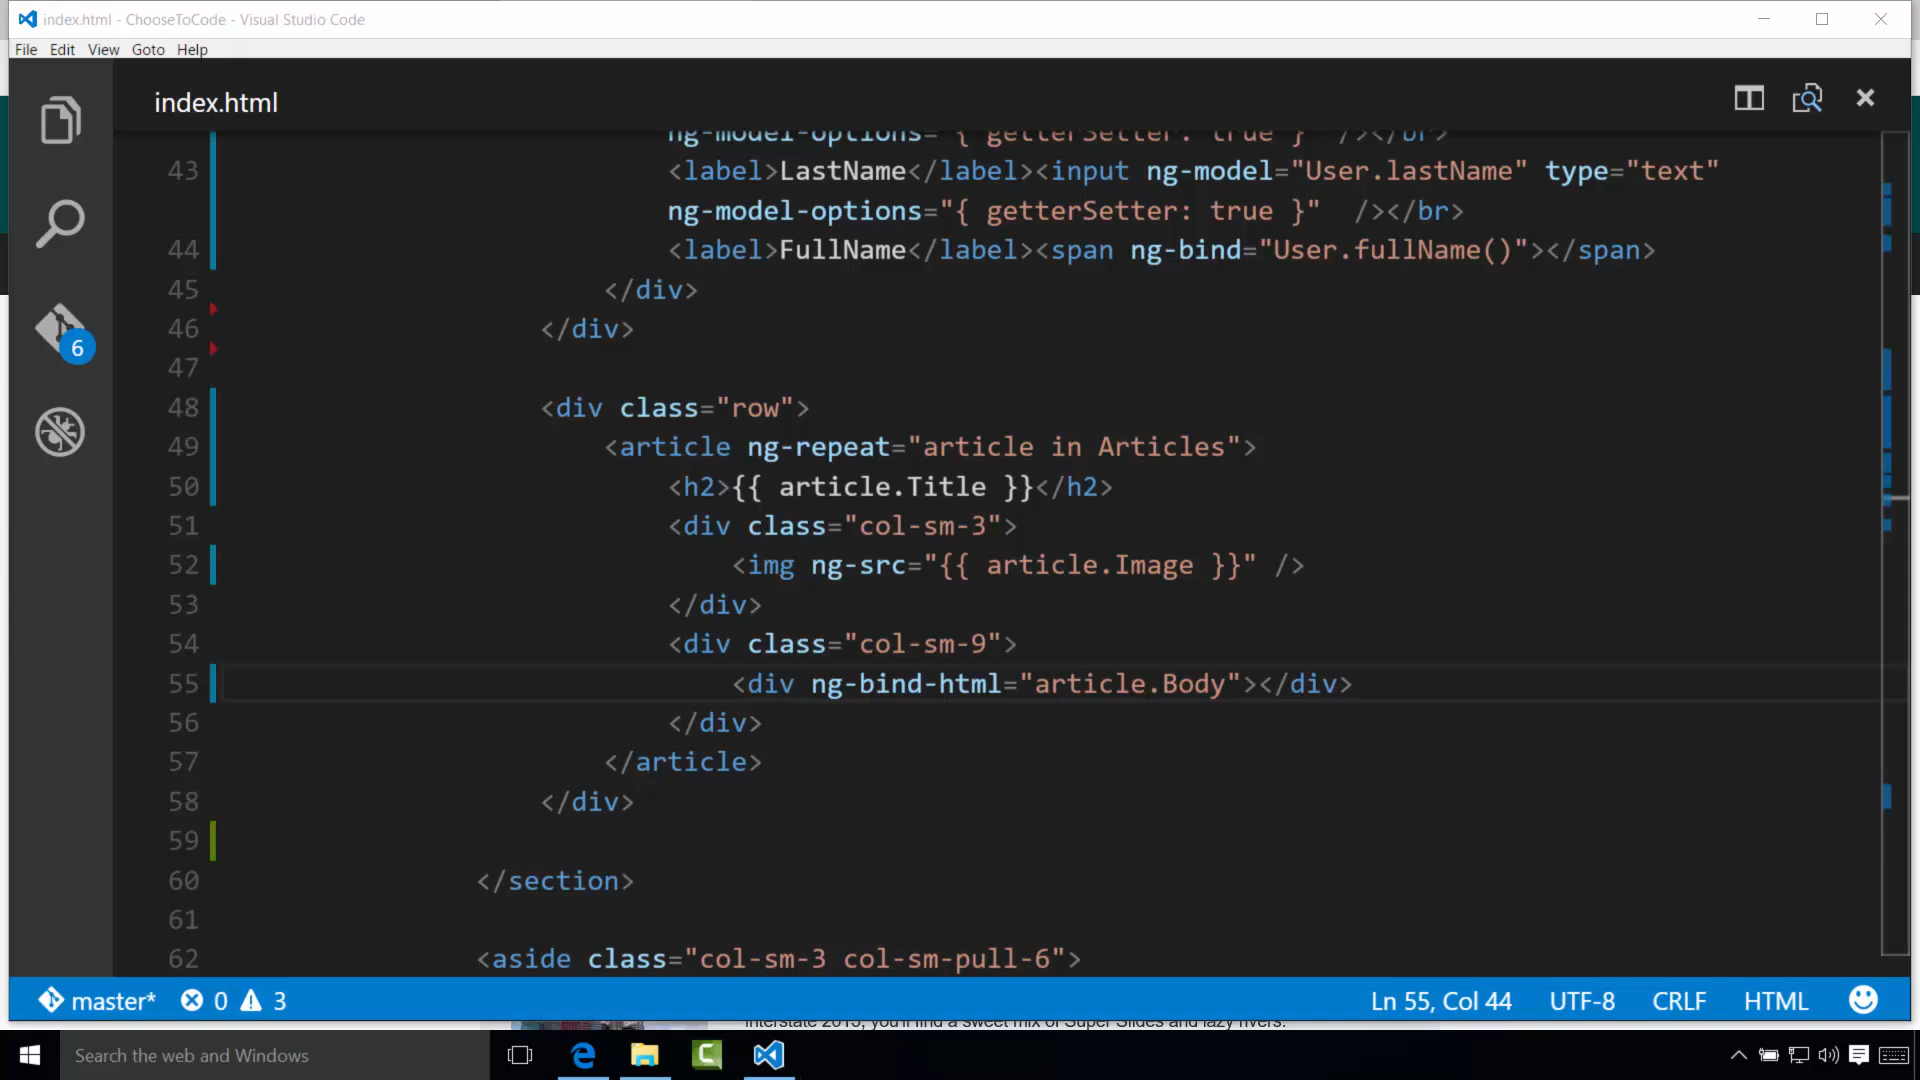 index.html - ChooseToCode - Visual Studio Code
File Edit View Goto Help
index.html
ng-model-options="{ getterSetter: true }" /></br>
43 <label>LastName</label><input ng-model="User.lastName" type="text"
ng-model-options="{ getterSetter: true }"  /></br>
44 <label>FullName</label><span ng-bind="User.fullName()"></span>
45 </div>
46 </div>
47
48 <div class="row">
49 <article ng-repeat="article in Articles">
50 <h2>{{ article.Title }}</h2>
51 <div class="col-sm-3">
52 <img ng-src="{{ article.Image }}" />
53 </div>
54 <div class="col-sm-9">
55 <div ng-bind-html="article.Body"></div>
56 </div>
57 </article>
58 </div>
59
60 </section>
61
62 <aside class="col-sm-3 col-sm-pull-6">
6
master* 0 3 Ln 55, Col 44 UTF-8 CRLF HTML
Interstate 2015, you'll find a sweet mix of Super Slides and lazy rivers.
Search the web and Windows